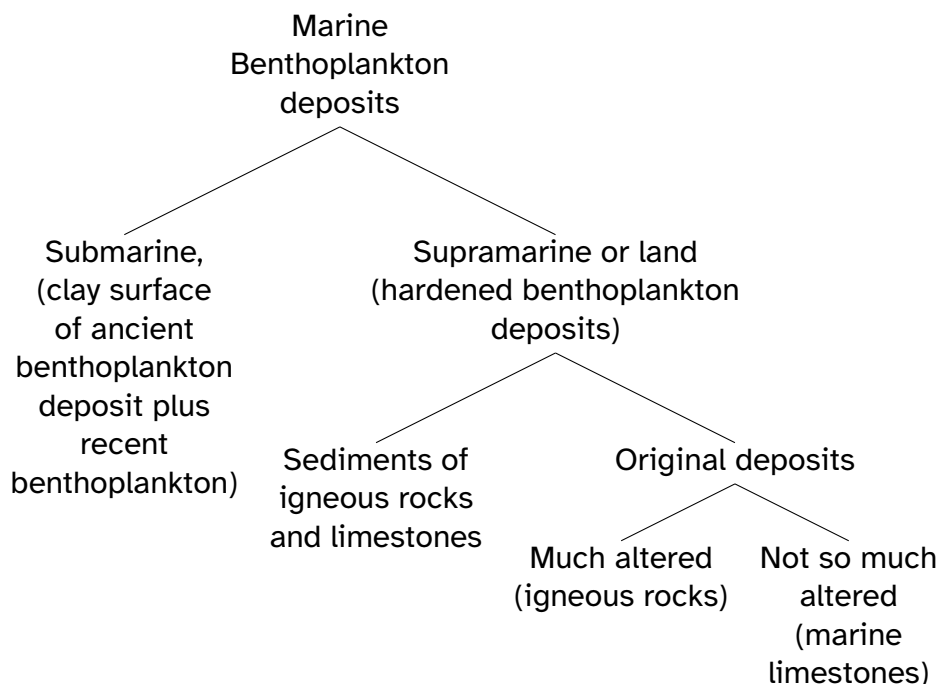 Marine
Benthoplankton
deposits
Submarine,
(clay surface
of ancient
benthoplankton
deposit plus
recent
benthoplankton)
Supramarine or land
(hardened benthoplankton
deposits)
Sediments of
igneous rocks
and limestones
Original deposits
Much altered
(igneous rocks)
Not so much
altered
(marine
limestones)